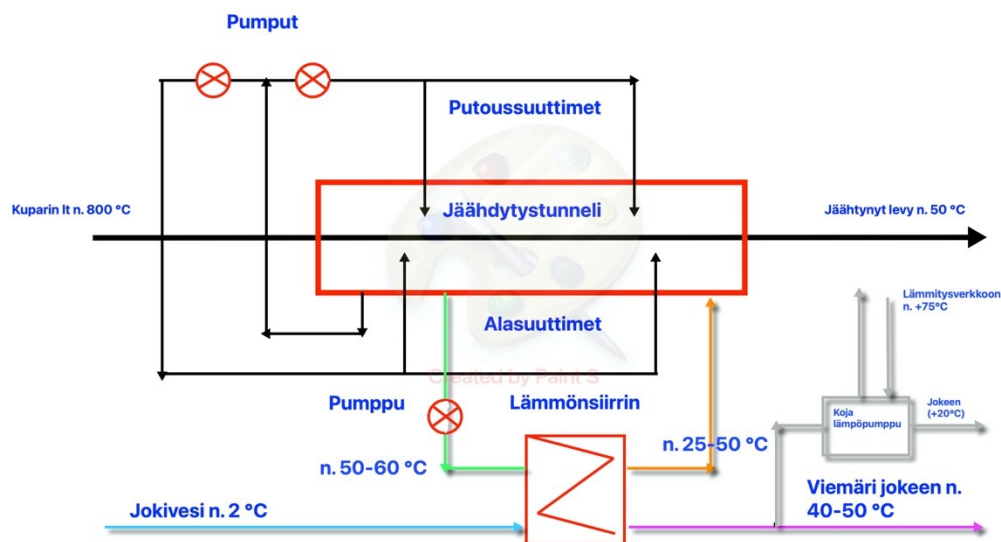 Pumput
Putoussuuttimet
Kuparin lt n. 800 °C
Jäähdytystunneli
Jäähtynyt levy n. 50 °C
Lämmitysverkkoon
n. +75°C
Alasuuttimet
Created by Paint S
Pumppu
Lämmönsiirrin
Koja
lämpöpumppu
Jokeen
(+20°C)
n. 50-60 °C
n. 25-50 °C
Jokivesi n. 2 °C
Viemäri jokeen n.
40-50 °C